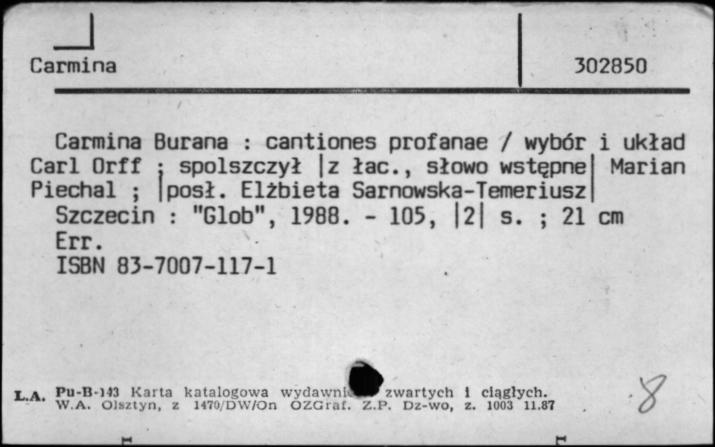 Carmina 302850
Carmina Burana : cantiones profanae / wybór i układ
Carl Orff ; spolszczył |z łac., słowo wstępne| Marian
Piechal ; |posł. Elżbieta Sarnowska-Temeriusz|
Szczecin : "Glob", 1988. - 105, |2| s. ; 21 cm
Err.
ISBN 83-7007-117-1
L.A. Pu-B-143 Karta katalogowa zwartych i ciągłych.
W.A. Olsztyn, z 1470/DW/On OZGraf. Z.P. Dz-wo, z. 1003 11.87
8